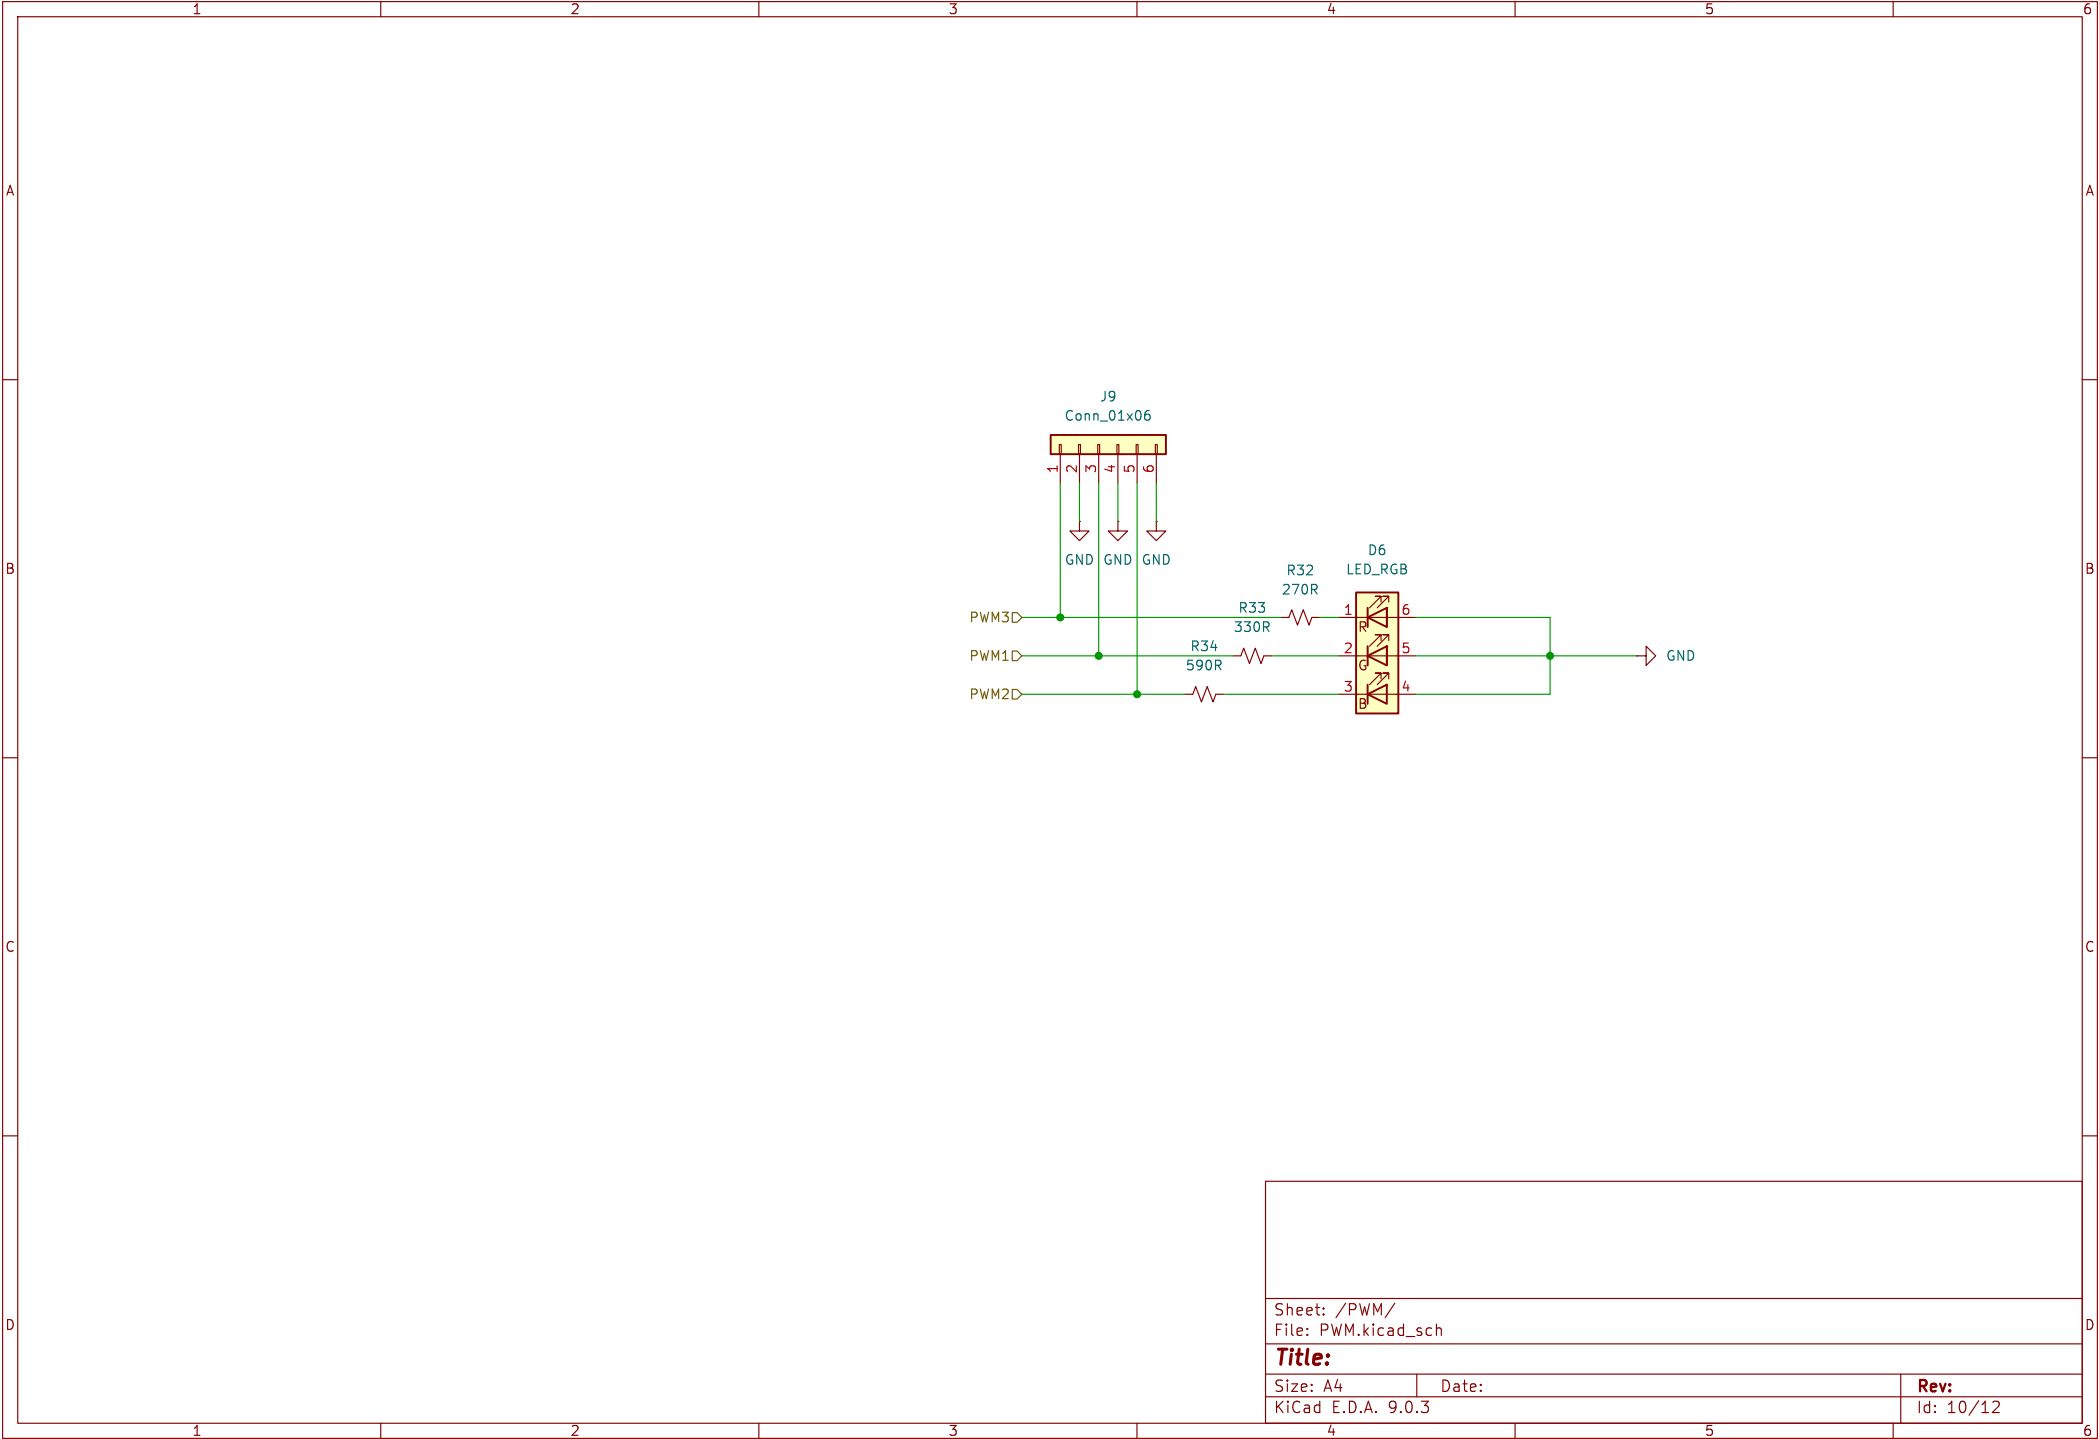 1 2 3 4 5 6
A A
J9
Conn_01x06
1 2 3 4 5 6
GND GND GND
B B
D6
LED_RGB
R32
270R
R33
330R
R34
590R
PWM3 1 R 6
PWM1 2 G 5 GND
PWM2 3 B 4
C C
D D
Sheet: /PWM/
File: PWM.kicad_sch
Title:
Size: A4 Date: Rev:
KiCad E.D.A. 9.0.3 Id: 10/12
1 2 3 4 5 6